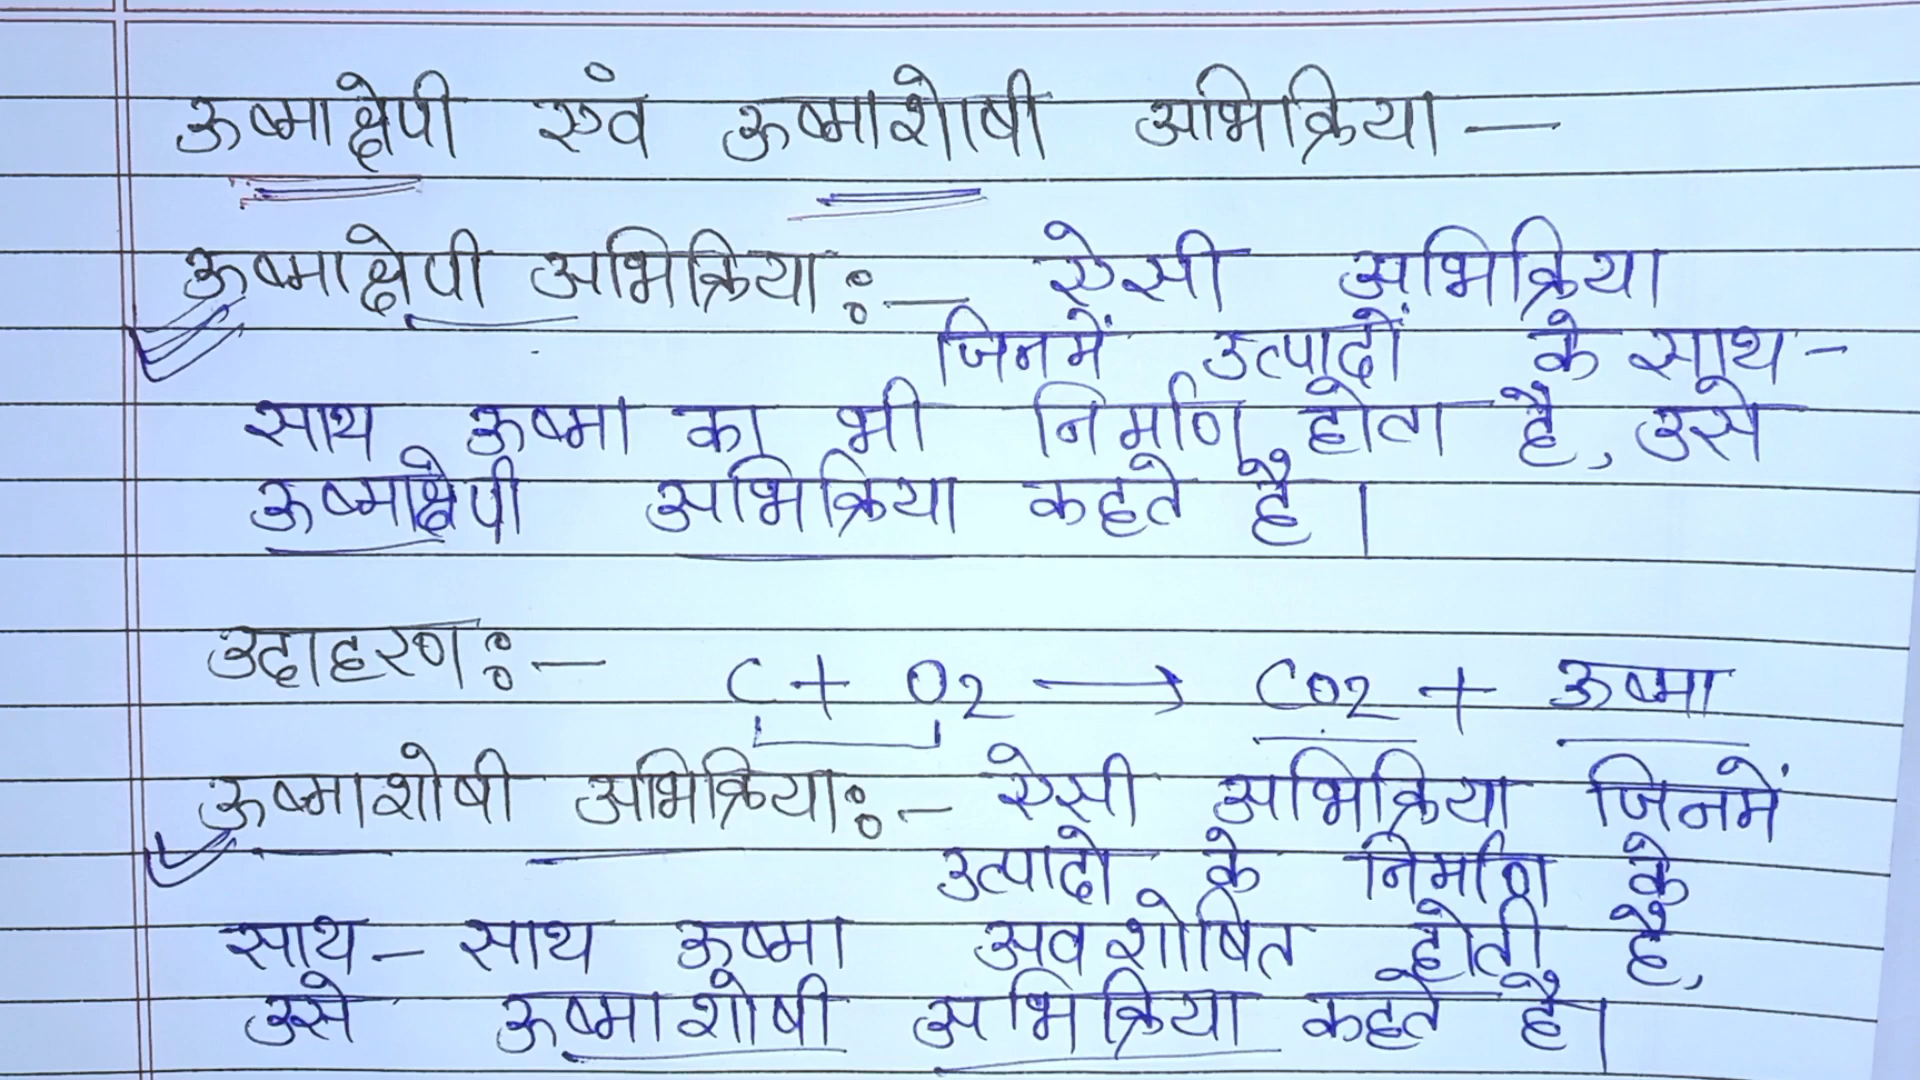 ऊष्माक्षेपी एवं ऊष्माशोषी अभिक्रिया —
ऊष्माक्षेपी अभिक्रिया :— ऐसी अभिक्रिया
जिनमें उत्पादों के साथ-
साथ ऊष्मा का भी निर्माण होता है, उसे
ऊष्माक्षेपी अभिक्रिया कहते है।
उदाहरण :— C + O2 → CO2 + ऊष्मा
ऊष्माशोषी अभिक्रिया :— ऐसी अभिक्रिया जिनमें
उत्पादो के निर्माण के
साथ - साथ ऊष्मा अवशोषित होती है,
उसे ऊष्माशोषी अभिक्रिया कहते है।